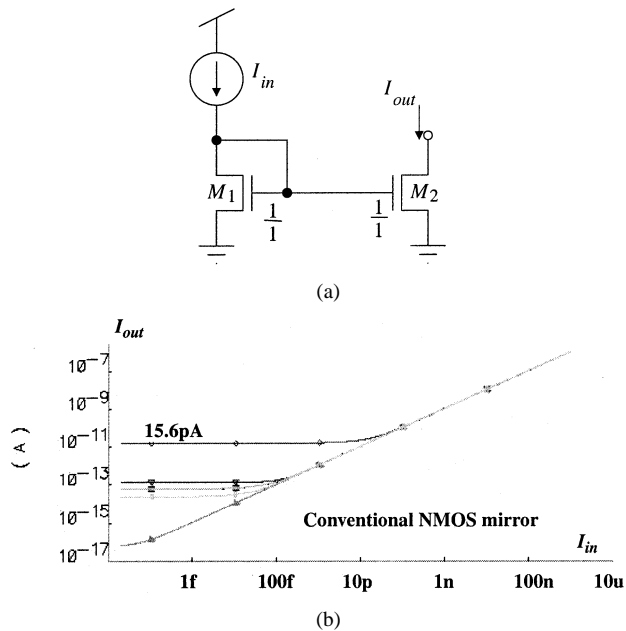 I_in
I_out
M_1
M_2
1
1
1
1
(a)
I_out
10^-7
10^-9
10^-11
10^-13
10^-15
10^-17
( A )
15.6pA
Conventional NMOS mirror
I_in
1f 100f 10p 1n 100n 10u
(b)